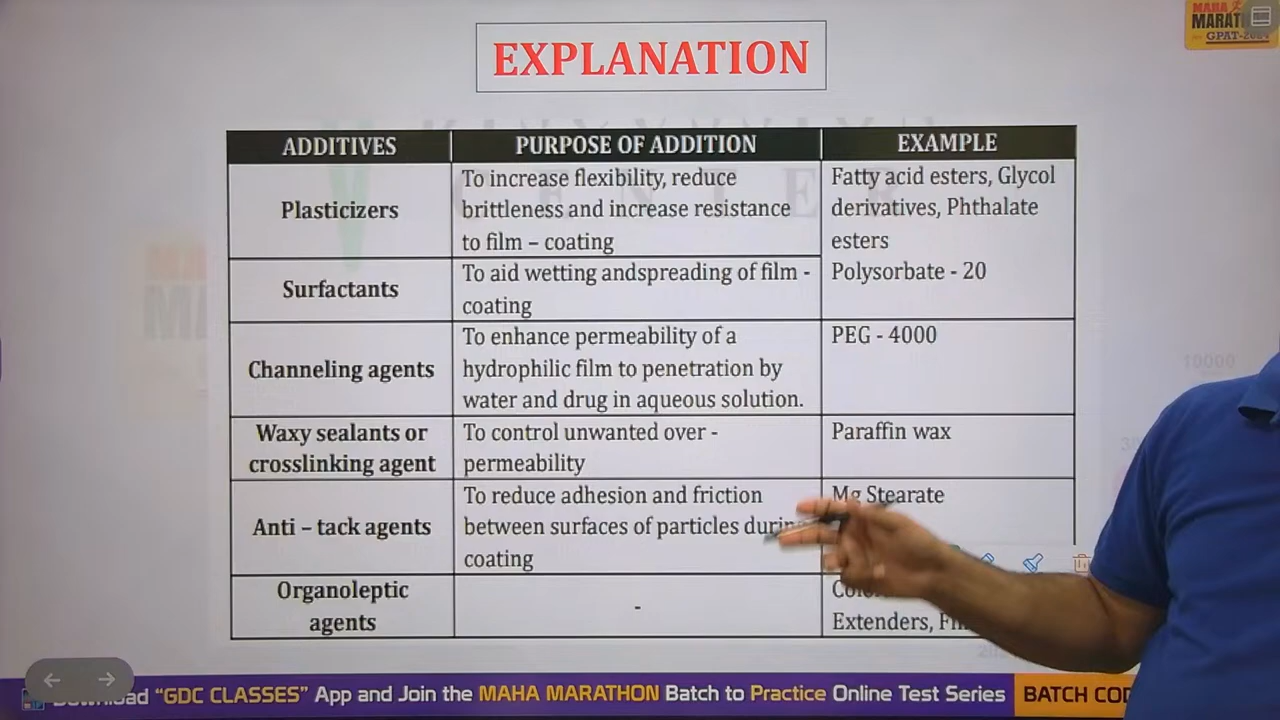 EXPLANATION
MAHA
GPAT-2024
ADDITIVES PURPOSE OF ADDITION EXAMPLE
Plasticizers
To increase flexibility, reduce
brittleness and increase resistance
to film – coating
Fatty acid esters, Glycol
derivatives, Phthalate
esters
Surfactants
To aid wetting andspreading of film -
coating
Polysorbate - 20
Channeling agents
To enhance permeability of a
hydrophilic film to penetration by
water and drug in aqueous solution.
PEG - 4000
Waxy sealants or
crosslinking agent
To control unwanted over -
permeability
Paraffin wax
Anti – tack agents
To reduce adhesion and friction
between surfaces of particles during
coating
Mg Stearate
Organoleptic
agents
-
Extenders,
"GDC CLASSES" App and Join the MAHA MARATHON Batch to Practice Online Test Series BATCH